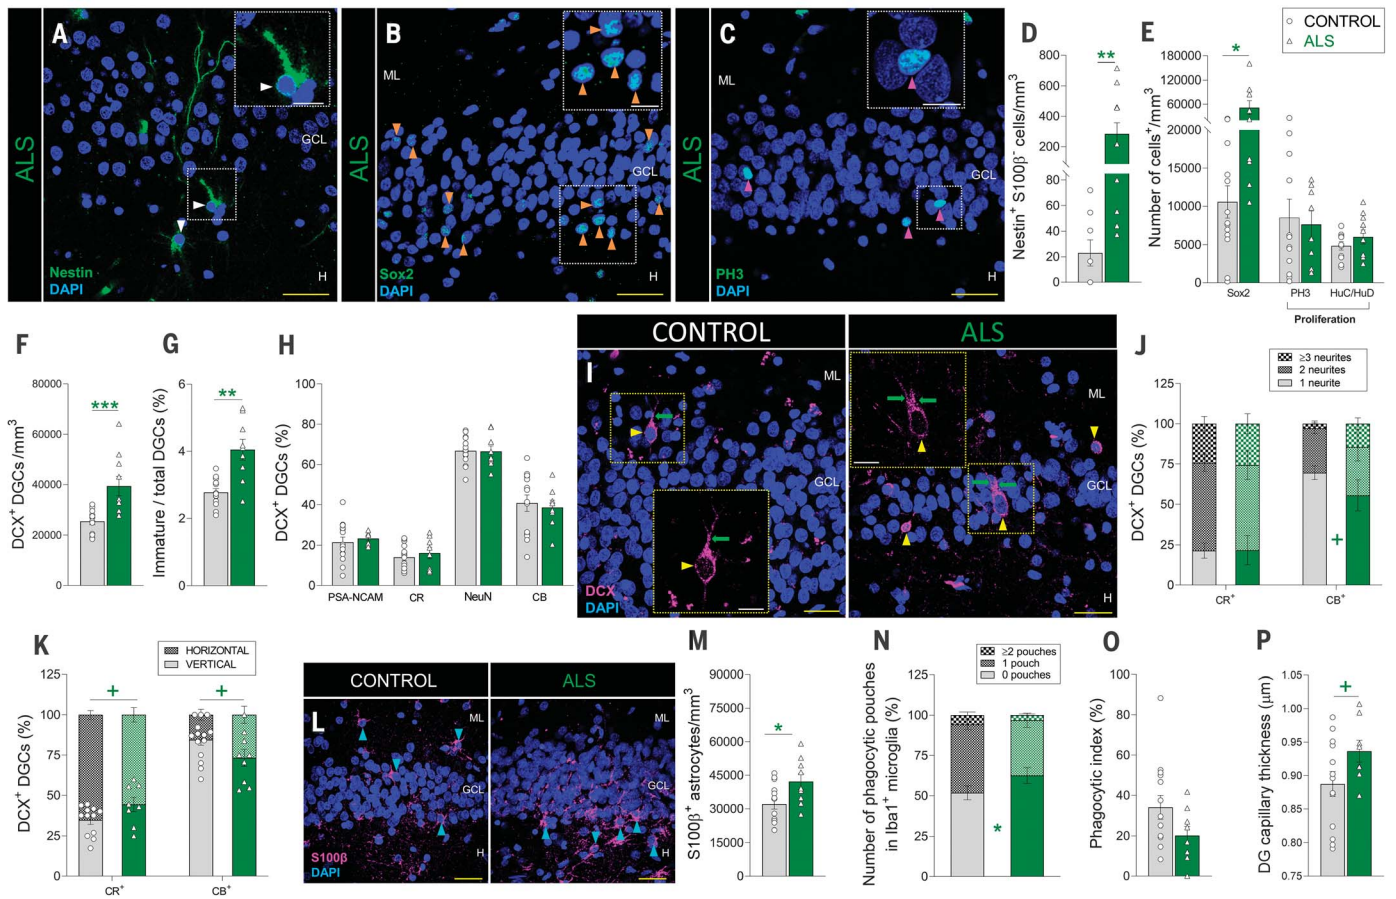 A
ALS
GCL
H
Nestin
DAPI
B
ALS
ML
GCL
H
Sox2
DAPI
C
ALS
ML
GCL
H
PH3
DAPI
D
Nestin⁺ S100β⁻ cells/mm³
800
600
400
200
80
60
40
20
0
**
E
CONTROL
ALS
Number of cells⁺/mm³
180000
120000
60000
20000
15000
10000
5000
0
*
Sox2
PH3
HuC/HuD
Proliferation
F
DCX⁺ DGCs/mm³
80000
60000
40000
20000
0
***
G
Immature / total DGCs (%)
6
4
2
0
**
H
DCX⁺ DGCs (%)
100
80
60
40
20
0
PSA-NCAM
CR
NeuN
CB
CONTROL
ALS
I
ML
GCL
DCX
DAPI
ML
GCL
H
J
≥3 neurites
2 neurites
1 neurite
DCX⁺ DGCs (%)
125
100
75
50
25
0
+
CR⁺
CB⁺
K
HORIZONTAL
VERTICAL
DCX⁺ DGCs (%)
125
100
75
50
25
0
+
+
CR⁺
CB⁺
CONTROL
ALS
L
ML
GCL
H
S100β
DAPI
ML
GCL
H
M
S100β⁺ astrocytes/mm³
90000
75000
60000
45000
30000
15000
0
*
N
≥2 pouches
1 pouch
0 pouches
Number of phagocytic pouches
in Iba1⁺ microglia (%)
125
100
75
50
25
0
*
O
Phagocytic index (%)
100
80
60
40
20
0
P
DG capillary thickness (μm)
1.05
1.00
0.95
0.90
0.85
0.80
0.75
+